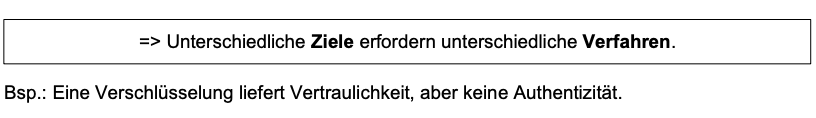 => Unterschiedliche Ziele erfordern unterschiedliche Verfahren.
Bsp.: Eine Verschlüsselung liefert Vertraulichkeit, aber keine Authentizität.